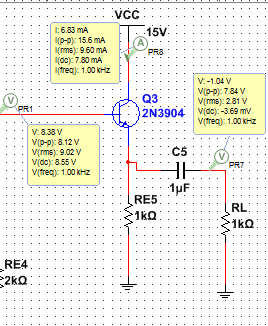 VCC
I: 6.83 mA
I(p-p): 15.6 mA
I(rms): 9.60 mA
I(dc): 7.80 mA
I(freq): 1.00 kHz
A
15V
PR8
V: -1.04 V
V(p-p): 7.84 V
V(rms): 2.81 V
V(dc): -3.69 mV
V(freq): 1.00 kHz
Q3
2N3904
V
PR1
V: 8.38 V
V(p-p): 8.12 V
V(rms): 9.02 V
V(dc): 8.55 V
V(freq): 1.00 kHz
V
PR7
C5
1µF
RE5
1kΩ
RL
1kΩ
RE4
2kΩ